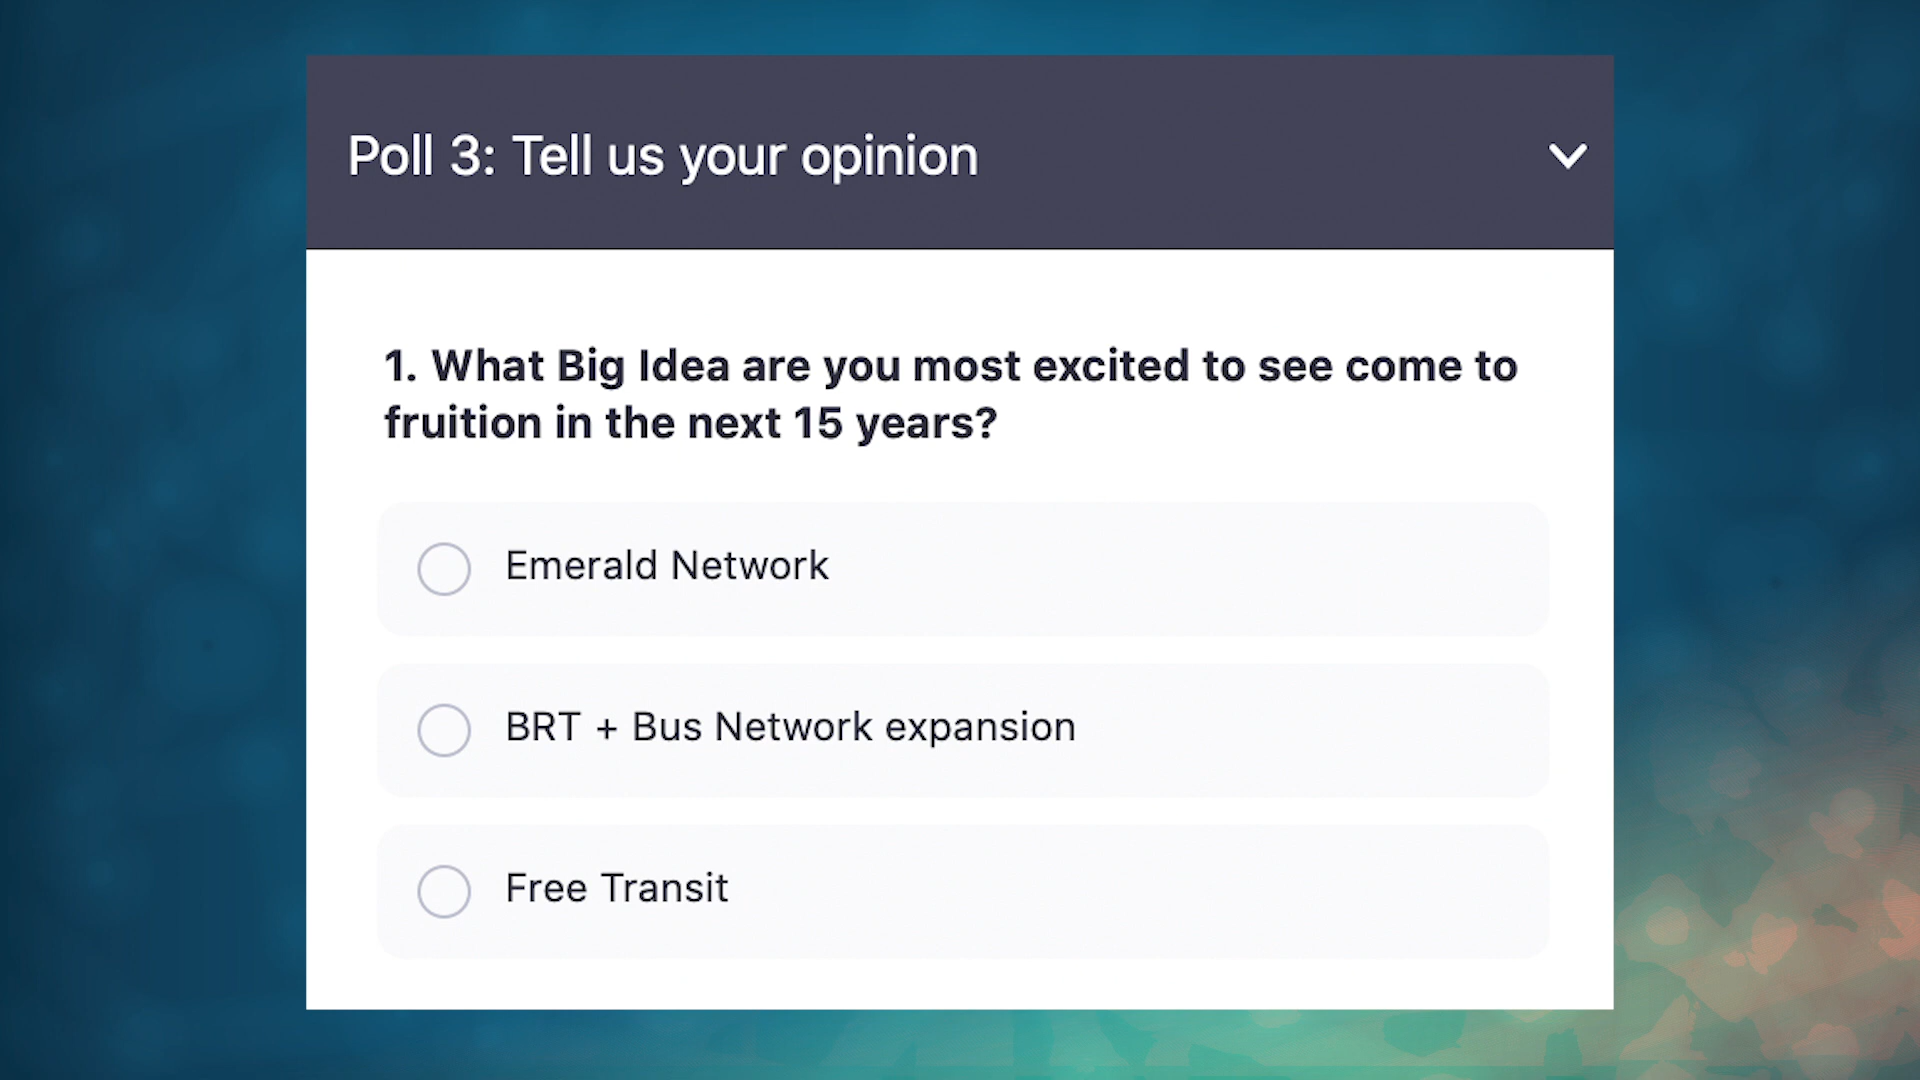 Poll 3: Tell us your opinion
1. What Big Idea are you most excited to see come to
fruition in the next 15 years?
Emerald Network
BRT + Bus Network expansion
Free Transit